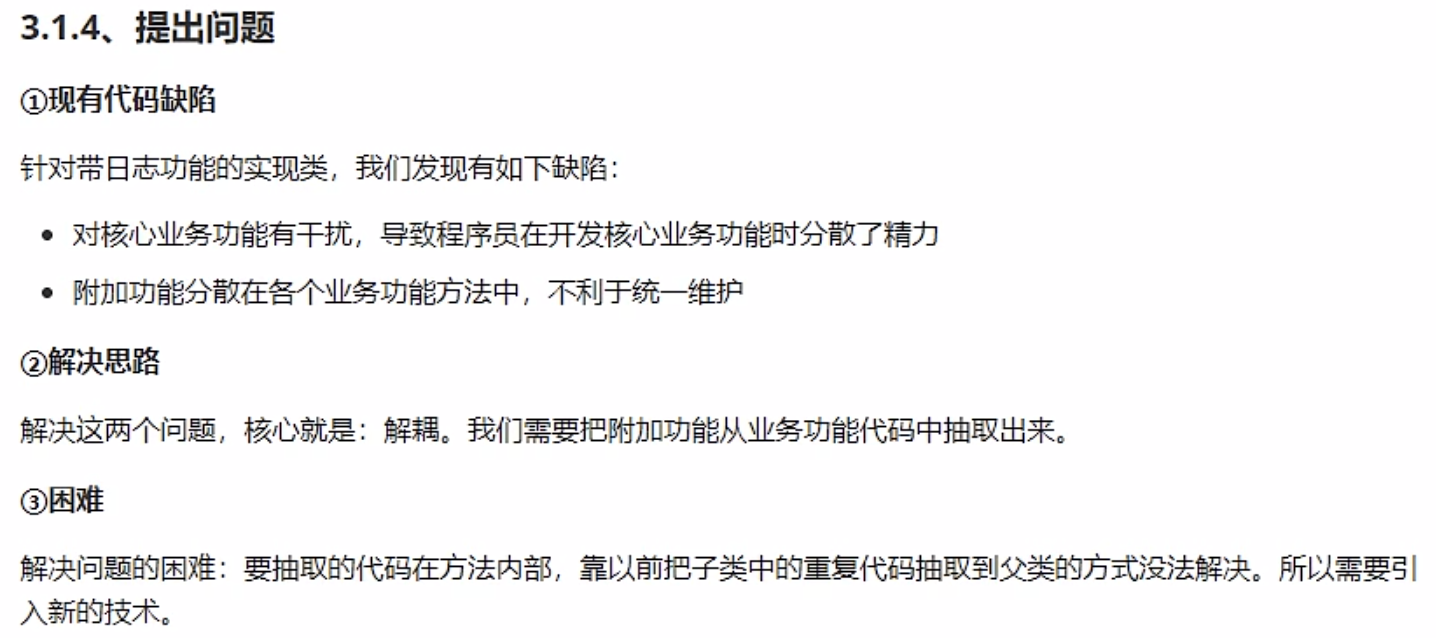 3.1.4、提出问题
①现有代码缺陷
针对带日志功能的实现类，我们发现有如下缺陷：
• 对核心业务功能有干扰，导致程序员在开发核心业务功能时分散了精力
• 附加功能分散在各个业务功能方法中，不利于统一维护
②解决思路
解决这两个问题，核心就是：解耦。我们需要把附加功能从业务功能代码中抽取出来。
③困难
解决问题的困难：要抽取的代码在方法内部，靠以前把子类中的重复代码抽取到父类的方式没法解决。所以需要引
入新的技术。